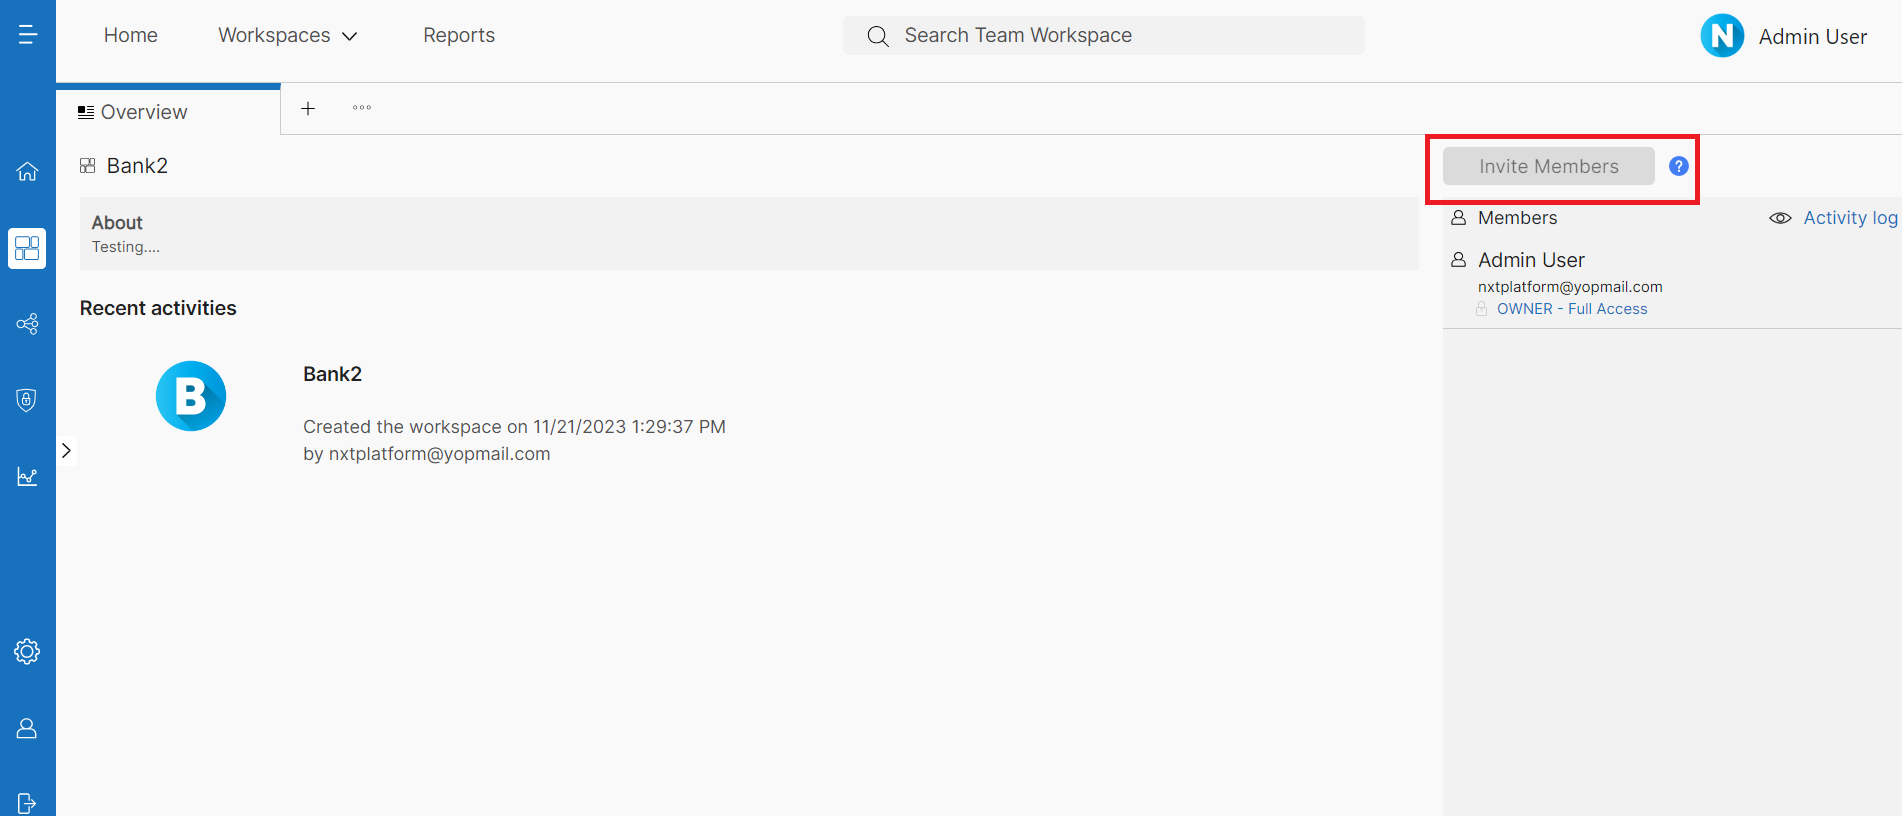 Home
Workspaces
Reports
Search Team Workspace
N
Admin User
Overview
Bank2
Invite Members
?
About
Testing....
Members
Activity log
Admin User
nxtplatform@yopmail.com
OWNER - Full Access
Recent activities
B
Bank2
Created the workspace on 11/21/2023 1:29:37 PM
by nxtplatform@yopmail.com